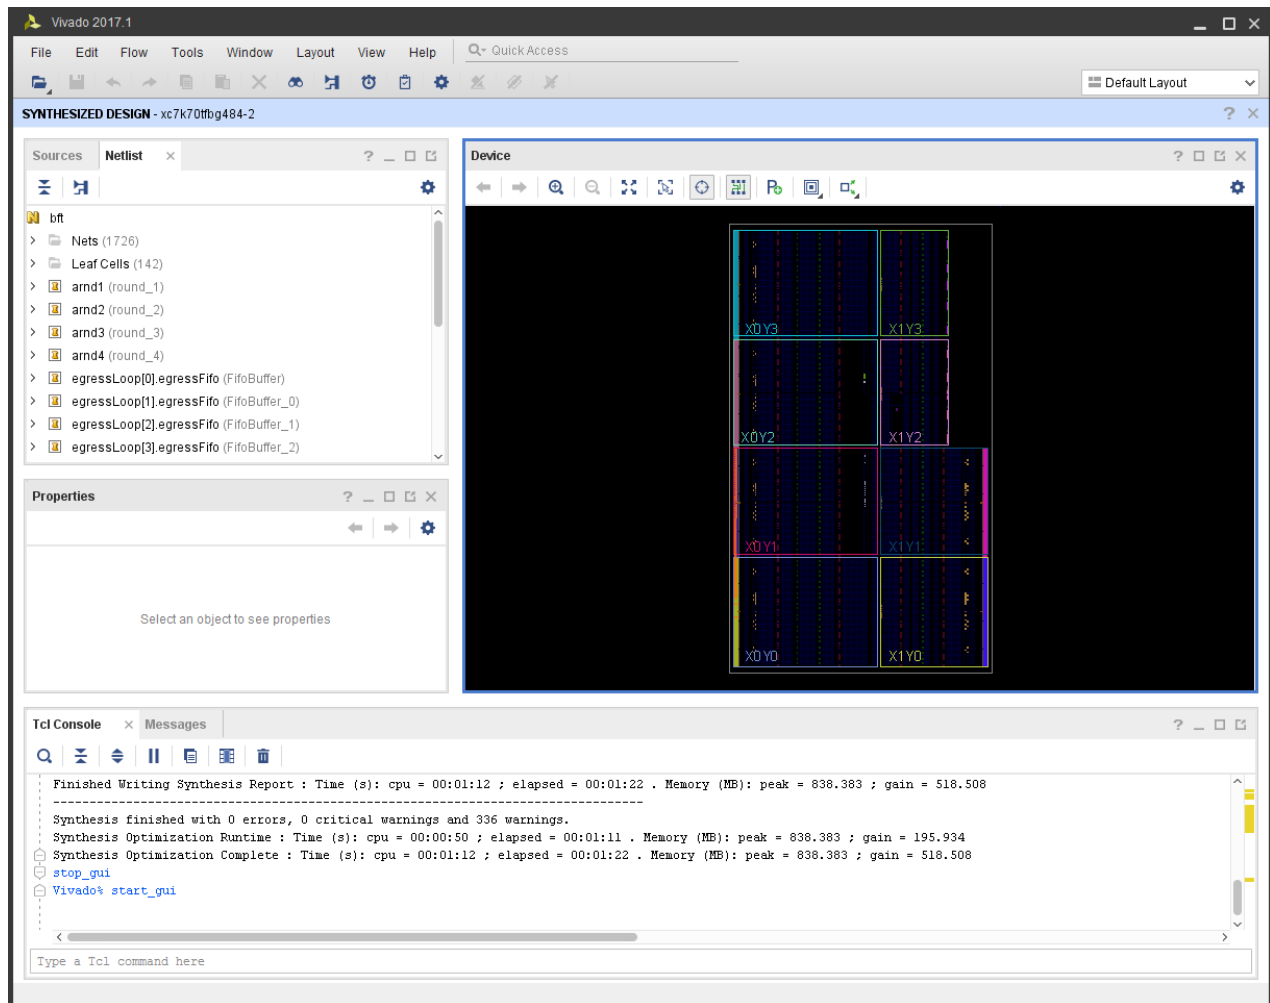 Vivado 2017.1
File Edit Flow Tools Window Layout View Help Quick Access
Default Layout
SYNTHESIZED DESIGN - xc7k70tfbg484-2
Sources Netlist
bft
Nets (1726)
Leaf Cells (142)
arnd1 (round_1)
arnd2 (round_2)
arnd3 (round_3)
arnd4 (round_4)
egressLoop[0].egressFifo (FifoBuffer)
egressLoop[1].egressFifo (FifoBuffer_0)
egressLoop[2].egressFifo (FifoBuffer_1)
egressLoop[3].egressFifo (FifoBuffer_2)
Properties
Select an object to see properties
Device
X0Y3 X1Y3
X0Y2 X1Y2
X0Y1 X1Y1
X0Y0 X1Y0
Tcl Console Messages
Finished Writing Synthesis Report : Time (s): cpu = 00:01:12 ; elapsed = 00:01:22 . Memory (MB): peak = 838.383 ; gain = 518.508
---------------------------------------------------------------------------------
Synthesis finished with 0 errors, 0 critical warnings and 336 warnings.
Synthesis Optimization Runtime : Time (s): cpu = 00:00:50 ; elapsed = 00:01:11 . Memory (MB): peak = 838.383 ; gain = 195.934
Synthesis Optimization Complete : Time (s): cpu = 00:01:12 ; elapsed = 00:01:22 . Memory (MB): peak = 838.383 ; gain = 518.508
stop_gui
Vivado% start_gui
Type a Tcl command here